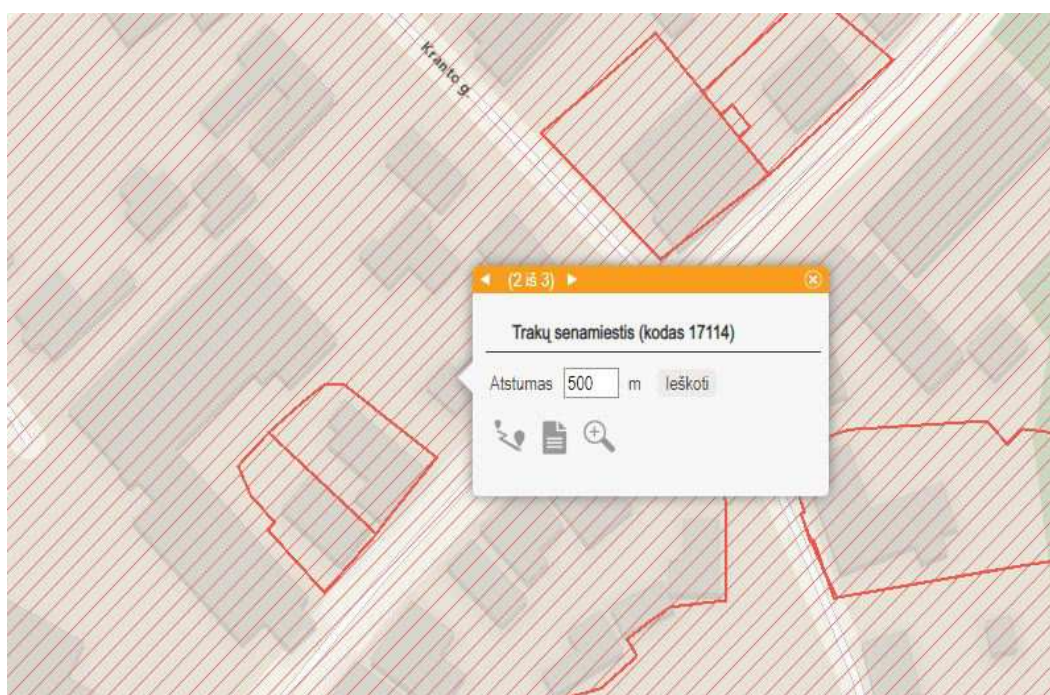 Kranto g.
(2 iš 3)
Trakų senamiestis (kodas 17114)
Atstumas 500 m Ieškoti